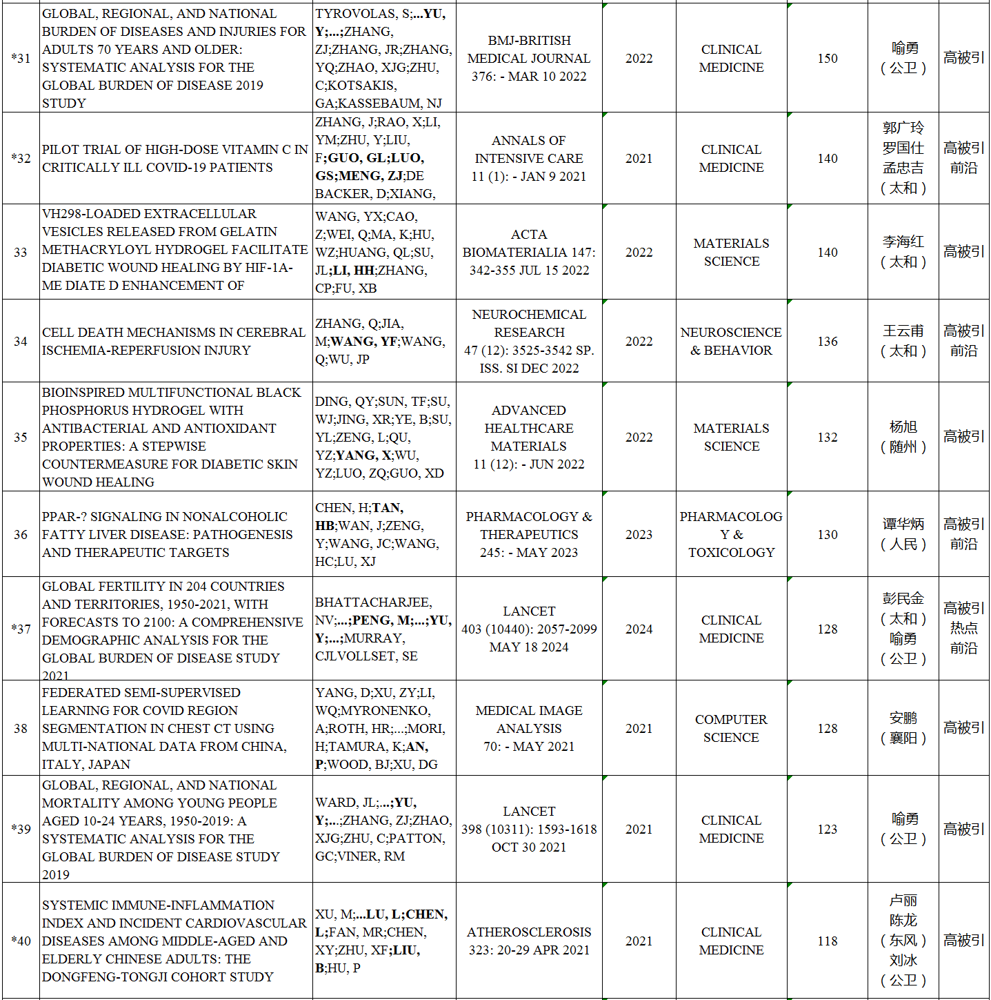 *31
GLOBAL, REGIONAL, AND NATIONAL
BURDEN OF DISEASES AND INJURIES FOR
ADULTS 70 YEARS AND OLDER:
SYSTEMATIC ANALYSIS FOR THE
GLOBAL BURDEN OF DISEASE 2019
STUDY
TYROVOLAS, S;...YU,
Y;...;ZHANG,
ZJ;ZHANG, JR;ZHANG,
YQ;ZHAO, XJG;ZHU,
C;KOTSAKIS,
GA;KASSEBAUM, NJ
BMJ-BRITISH
MEDICAL JOURNAL
376: - MAR 10 2022
2022
CLINICAL
MEDICINE
150
喻勇
（公卫）
高被引
*32
PILOT TRIAL OF HIGH-DOSE VITAMIN C IN
CRITICALLY ILL COVID-19 PATIENTS
ZHANG, J;RAO, X;LI,
YM;ZHU, Y;LIU,
F;GUO, GL;LUO,
GS;MENG, ZJ;DE
BACKER, D;XIANG,
ANNALS OF
INTENSIVE CARE
11 (1): - JAN 9 2021
2021
CLINICAL
MEDICINE
140
郭广玲
罗国仕
孟忠吉
（太和）
高被引
前沿
33
VH298-LOADED EXTRACELLULAR
VESICLES RELEASED FROM GELATIN
METHACRYLOYL HYDROGEL FACILITATE
DIABETIC WOUND HEALING BY HIF-1A-
ME DIATE D ENHANCEMENT OF
WANG, YX;CAO,
Z;WEI, Q;MA, K;HU,
WZ;HUANG, QL;SU,
JL;LI, HH;ZHANG,
CP;FU, XB
ACTA
BIOMATERIALIA 147:
342-355 JUL 15 2022
2022
MATERIALS
SCIENCE
140
李海红
（太和）
高被引
34
CELL DEATH MECHANISMS IN CEREBRAL
ISCHEMIA-REPERFUSION INJURY
ZHANG, Q;JIA,
M;WANG, YF;WANG,
Q;WU, JP
NEUROCHEMICAL
RESEARCH
47 (12): 3525-3542 SP.
ISS. SI DEC 2022
2022
NEUROSCIENCE
& BEHAVIOR
136
王云甫
（太和）
高被引
前沿
35
BIOINSPIRED MULTIFUNCTIONAL BLACK
PHOSPHORUS HYDROGEL WITH
ANTIBACTERIAL AND ANTIOXIDANT
PROPERTIES: A STEPWISE
COUNTERMEASURE FOR DIABETIC SKIN
WOUND HEALING
DING, QY;SUN, TF;SU,
WJ;JING, XR;YE, B;SU,
YL;ZENG, L;QU,
YZ;YANG, X;WU,
YZ;LUO, ZQ;GUO, XD
ADVANCED
HEALTHCARE
MATERIALS
11 (12): - JUN 2022
2022
MATERIALS
SCIENCE
132
杨旭
（随州）
高被引
36
PPAR-? SIGNALING IN NONALCOHOLIC
FATTY LIVER DISEASE: PATHOGENESIS
AND THERAPEUTIC TARGETS
CHEN, H;TAN,
HB;WAN, J;ZENG,
Y;WANG, JC;WANG,
HC;LU, XJ
PHARMACOLOGY &
THERAPEUTICS
245: - MAY 2023
2023
PHARMACOLOG
Y &
TOXICOLOGY
130
谭华炳
（人民）
高被引
前沿
*37
GLOBAL FERTILITY IN 204 COUNTRIES
AND TERRITORIES, 1950-2021, WITH
FORECASTS TO 2100: A COMPREHENSIVE
DEMOGRAPHIC ANALYSIS FOR THE
GLOBAL BURDEN OF DISEASE STUDY
2021
BHATTACHARJEE,
NV;...;PENG, M;...;YU,
Y;...;MURRAY,
CJLVOLLSET, SE
LANCET
403 (10440): 2057-2099
MAY 18 2024
2024
CLINICAL
MEDICINE
128
彭民金
（太和）
喻勇
（公卫）
高被引
热点
前沿
38
FEDERATED SEMI-SUPERVISED
LEARNING FOR COVID REGION
SEGMENTATION IN CHEST CT USING
MULTI-NATIONAL DATA FROM CHINA,
ITALY, JAPAN
YANG, D;XU, ZY;LI,
WQ;MYRONENKO,
A;ROTH, HR;...;MORI,
H;TAMURA, K;AN,
P;WOOD, BJ;XU, DG
MEDICAL IMAGE
ANALYSIS
70: - MAY 2021
2021
COMPUTER
SCIENCE
128
安鹏
（襄阳）
高被引
*39
GLOBAL, REGIONAL, AND NATIONAL
MORTALITY AMONG YOUNG PEOPLE
AGED 10-24 YEARS, 1950-2019: A
SYSTEMATIC ANALYSIS FOR THE
GLOBAL BURDEN OF DISEASE STUDY
2019
WARD, JL;...;YU,
Y;...;ZHANG, ZJ;ZHAO,
XJG;ZHU, C;PATTON,
GC;VINER, RM
LANCET
398 (10311): 1593-1618
OCT 30 2021
2021
CLINICAL
MEDICINE
123
喻勇
（公卫）
高被引
*40
SYSTEMIC IMMUNE-INFLAMMATION
INDEX AND INCIDENT CARDIOVASCULAR
DISEASES AMONG MIDDLE-AGED AND
ELDERLY CHINESE ADULTS: THE
DONGFENG-TONGJI COHORT STUDY
XU, M;...LU, L;CHEN,
L;FAN, MR;CHEN,
XY;ZHU, XF;LIU,
B;HU, P
ATHEROSCLEROSIS
323: 20-29 APR 2021
2021
CLINICAL
MEDICINE
118
卢丽
陈龙
（东风）
刘冰
（公卫）
高被引